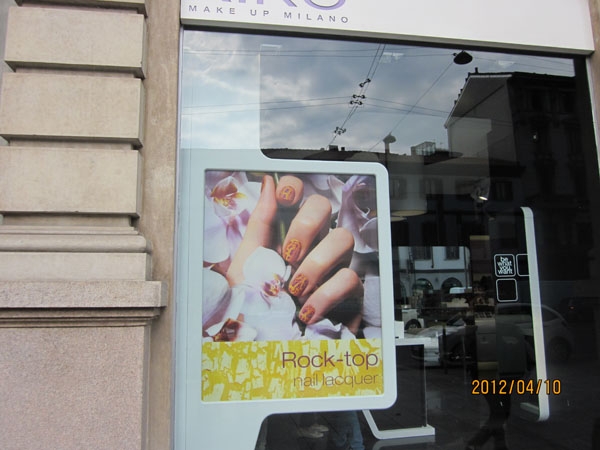 MAKE UP MILANO
be
what
you
want
Rock-top
nail lacquer
2012/04/10